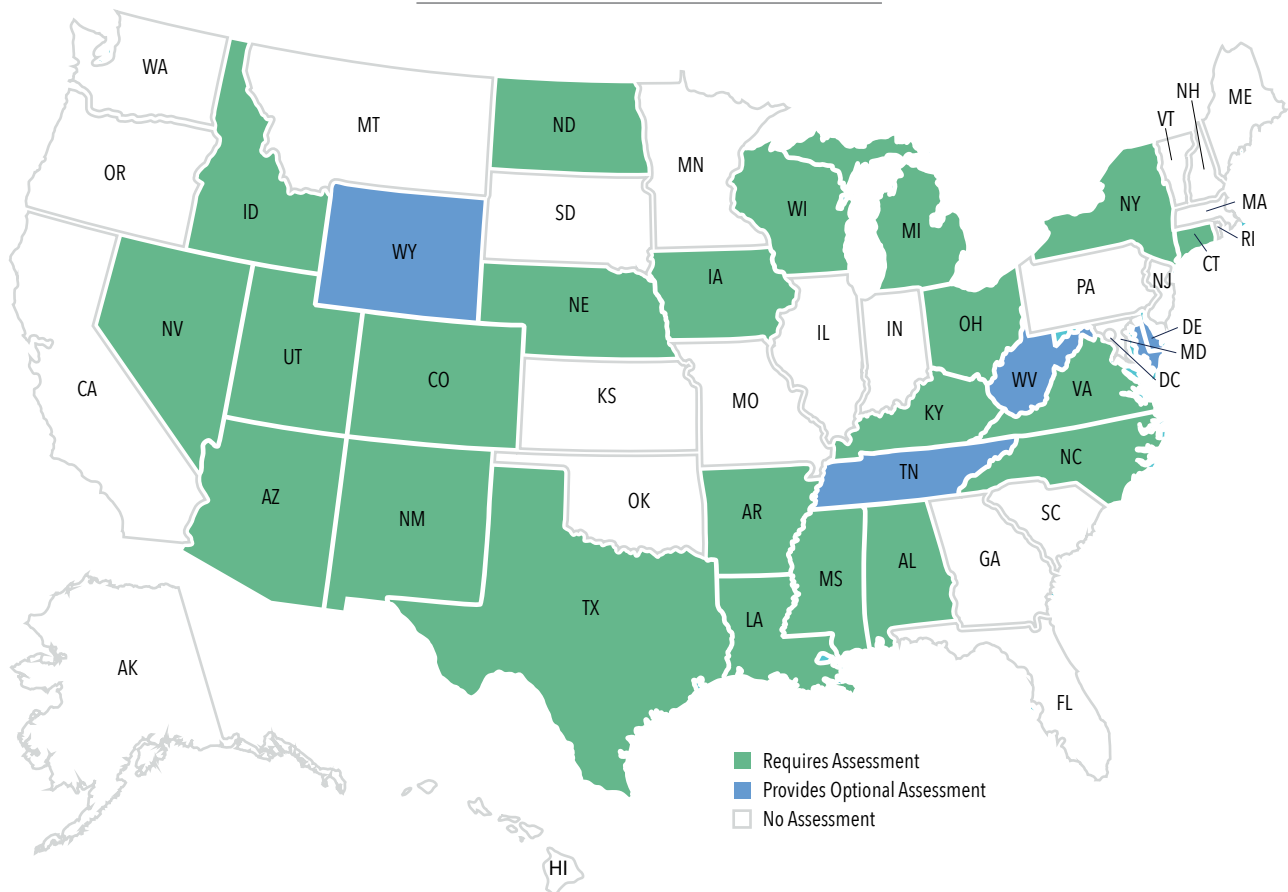 WA
NH
ME
VT
MT
ND
MN
OR
MA
NY
WI
ID
SD
MI
RI
WY
CT
IA
NJ
PA
NE
NV
OH
DE
IL
IN
MD
UT
CO
WV
DC
CA
KS
VA
MO
KY
NC
TN
AZ
OK
AR
SC
NM
GA
AL
MS
TX
LA
AK
FL
Requires Assessment
Provides Optional Assessment
No Assessment
HI